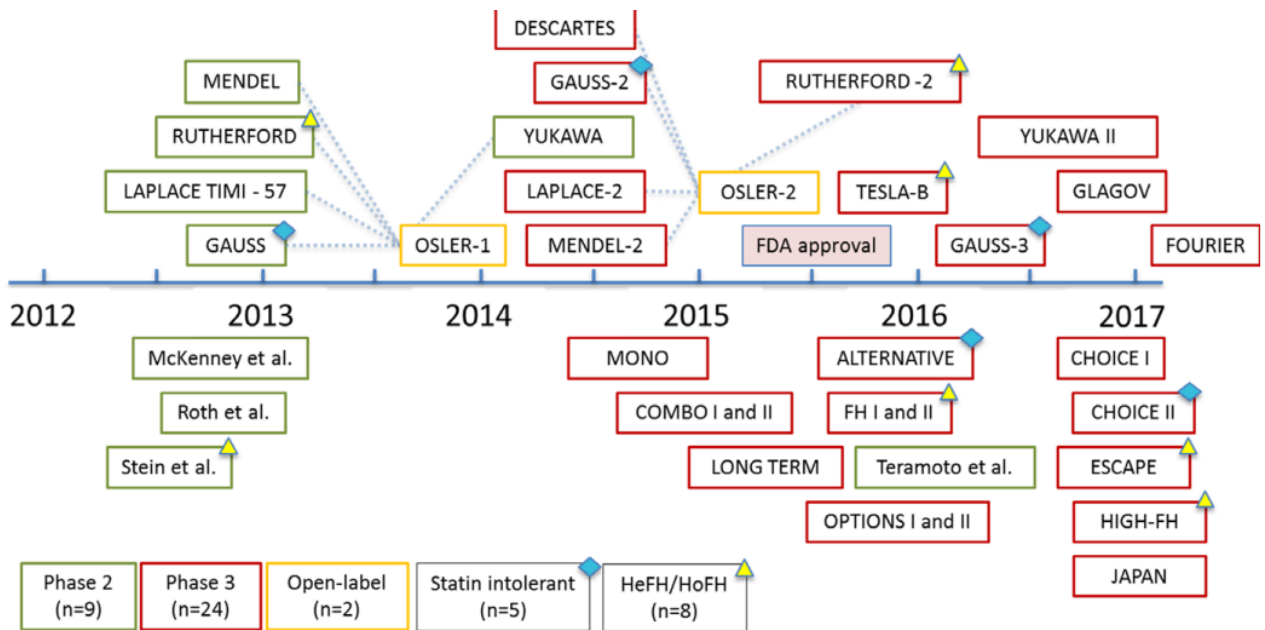 DESCARTES
MENDEL
GAUSS-2
RUTHERFORD -2
RUTHERFORD
YUKAWA
YUKAWA II
LAPLACE TIMI - 57
LAPLACE-2
OSLER-2
TESLA-B
GLAGOV
GAUSS
OSLER-1
MENDEL-2
FDA approval
GAUSS-3
FOURIER
2012
2013
2014
2015
2016
2017
McKenney et al.
MONO
ALTERNATIVE
CHOICE I
Roth et al.
COMBO I and II
FH I and II
CHOICE II
Stein et al.
LONG TERM
Teramoto et al.
ESCAPE
OPTIONS I and II
HIGH-FH
JAPAN
Phase 2
(n=9)
Phase 3
(n=24)
Open-label
(n=2)
Statin intolerant
(n=5)
HeFH/HoFH
(n=8)